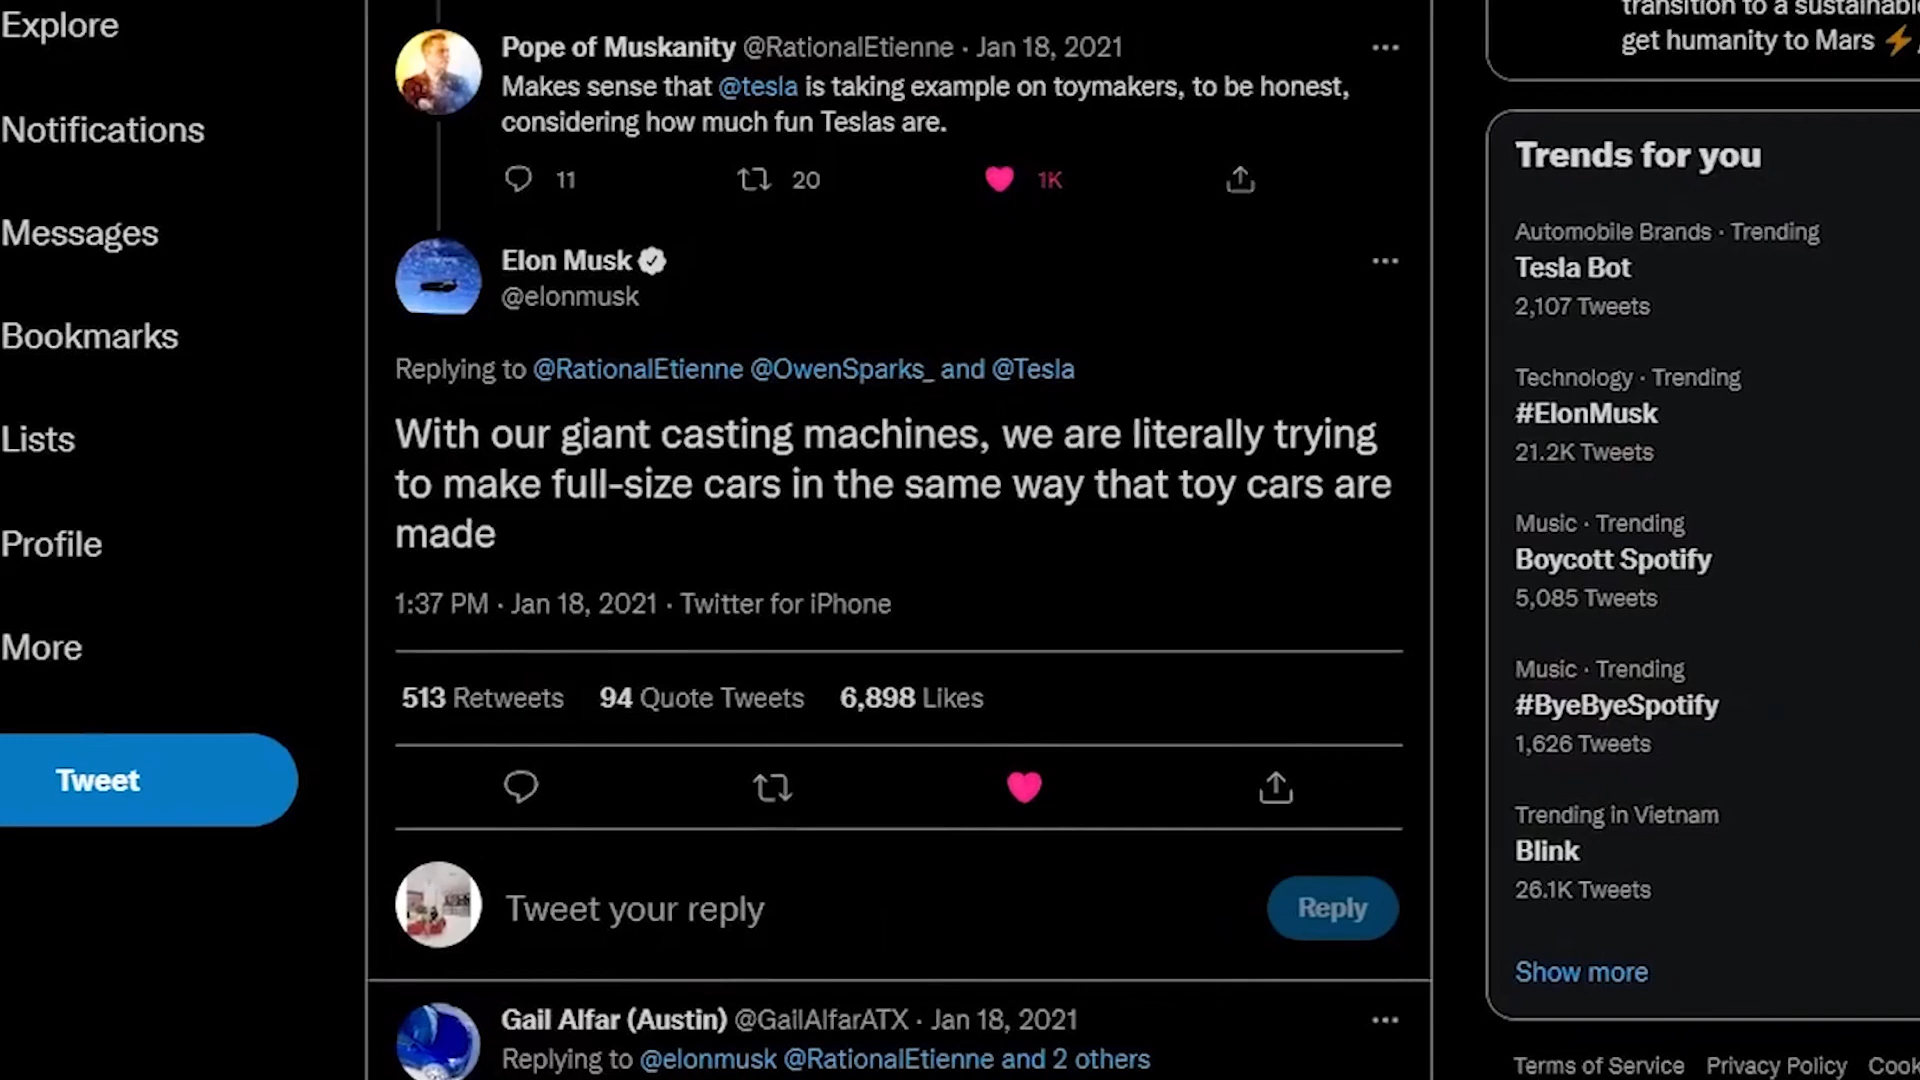 Explore
Notifications
Messages
Bookmarks
Lists
Profile
More
Tweet
Pope of Muskanity @RationalEtienne · Jan 18, 2021
Makes sense that @tesla is taking example on toymakers, to be honest,
considering how much fun Teslas are.
11 20 1K
Elon Musk
@elonmusk
Replying to @RationalEtienne @OwenSparks_ and @Tesla
With our giant casting machines, we are literally trying
to make full-size cars in the same way that toy cars are
made
1:37 PM · Jan 18, 2021 · Twitter for iPhone
513 Retweets 94 Quote Tweets 6,898 Likes
Tweet your reply
Reply
Gail Alfar (Austin) @GailAlfarATX · Jan 18, 2021
Replying to @elonmusk @RationalEtienne and 2 others
transition to a sustainable
get humanity to Mars
Trends for you
Automobile Brands · Trending
Tesla Bot
2,107 Tweets
Technology · Trending
#ElonMusk
21.2K Tweets
Music · Trending
Boycott Spotify
5,085 Tweets
Music · Trending
#ByeByeSpotify
1,626 Tweets
Trending in Vietnam
Blink
26.1K Tweets
Show more
Terms of Service Privacy Policy Cook